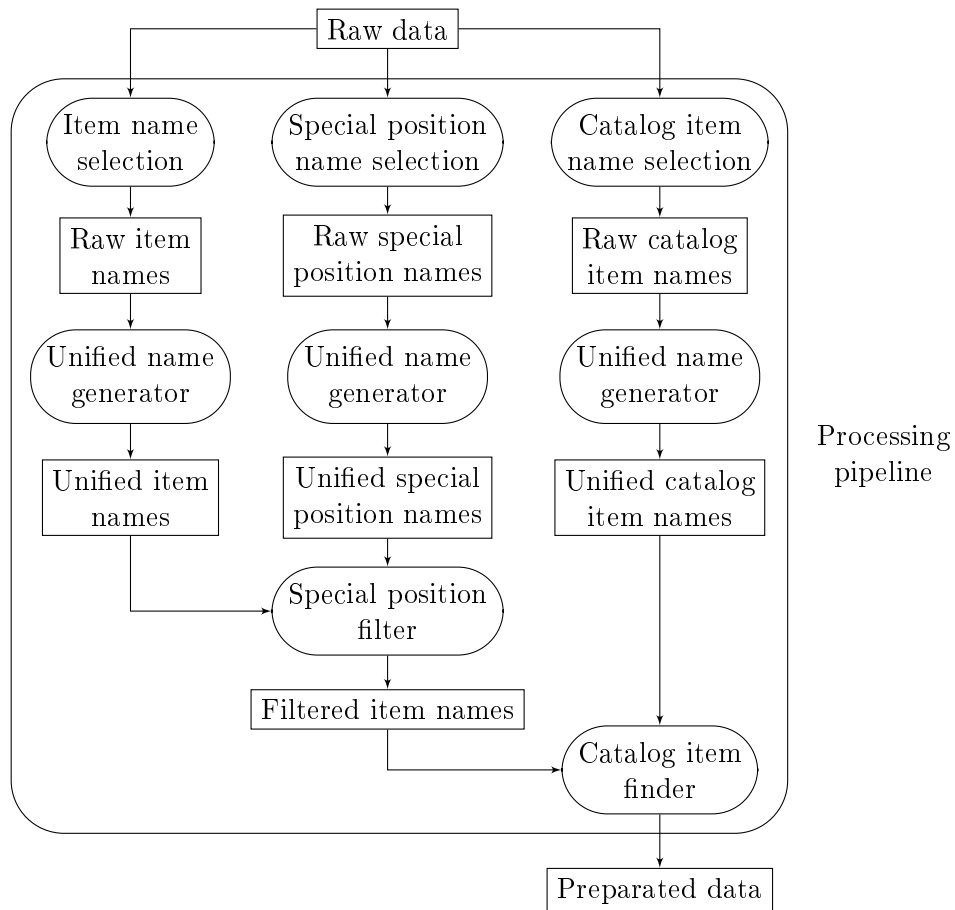 Raw data
Item name
selection
Special position
name selection
Catalog item
name selection
Raw item
names
Raw special
position names
Raw catalog
item names
Unified name
generator
Unified name
generator
Unified name
generator
Processing
pipeline
Unified item
names
Unified special
position names
Unified catalog
item names
Special position
filter
Filtered item names
Catalog item
finder
Preparated data